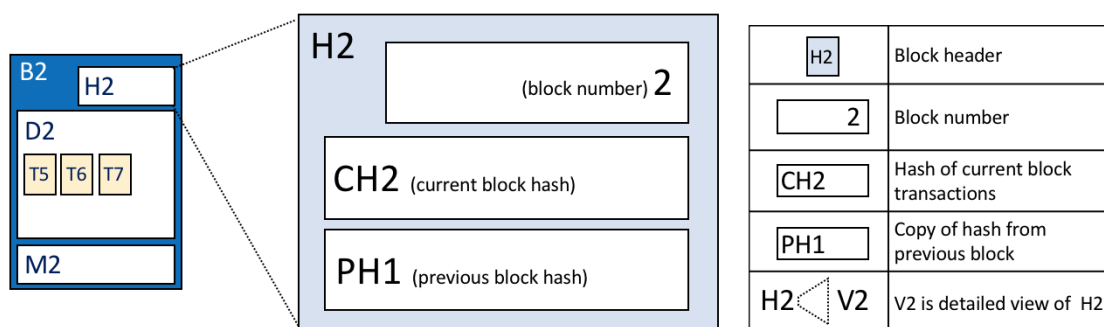 B2
H2
D2
T5 T6 T7
M2
H2
(block number) 2
CH2 (current block hash)
PH1 (previous block hash)
H2 Block header
2 Block number
CH2 Hash of current block
transactions
PH1 Copy of hash from
previous block
H2 V2 V2 is detailed view of H2